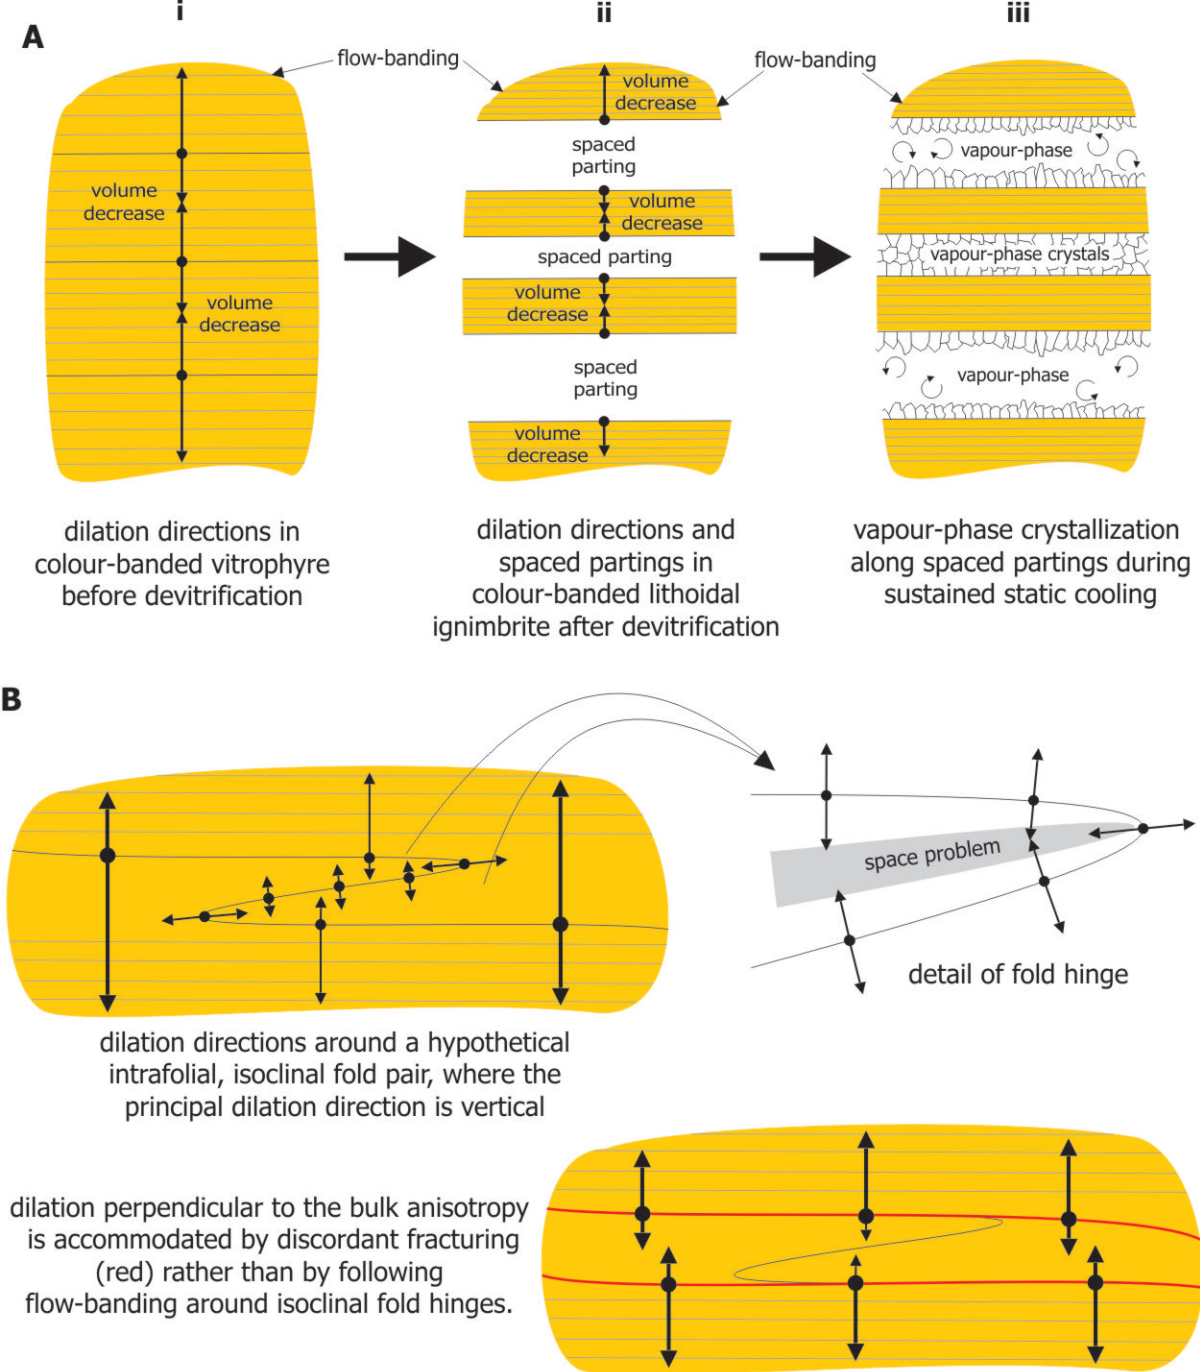 i
ii
iii
A
flow-banding
flow-banding
volume
decrease
volume
decrease
volume
decrease
spaced
parting
volume
decrease
spaced parting
volume
decrease
spaced
parting
volume
decrease
vapour-phase
vapour-phase crystals
vapour-phase
dilation directions in
colour-banded vitrophyre
before devitrification
dilation directions and
spaced partings in
colour-banded lithoidal
ignimbrite after devitrification
vapour-phase crystallization
along spaced partings during
sustained static cooling
B
space problem
detail of fold hinge
dilation directions around a hypothetical
intrafolial, isoclinal fold pair, where the
principal dilation direction is vertical
dilation perpendicular to the bulk anisotropy
is accommodated by discordant fracturing
(red) rather than by following
flow-banding around isoclinal fold hinges.